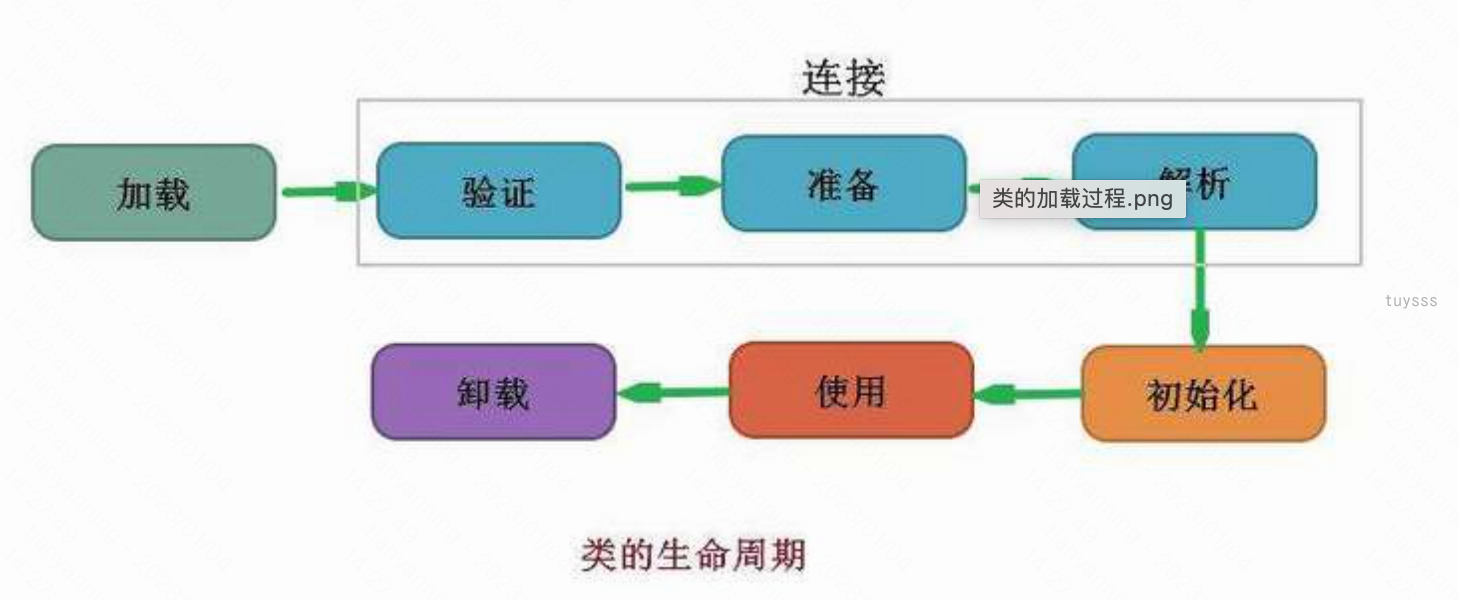 连接
加载
验证
准备
解析
类的加载过程.png
tuysss
卸载
使用
初始化
类的生命周期